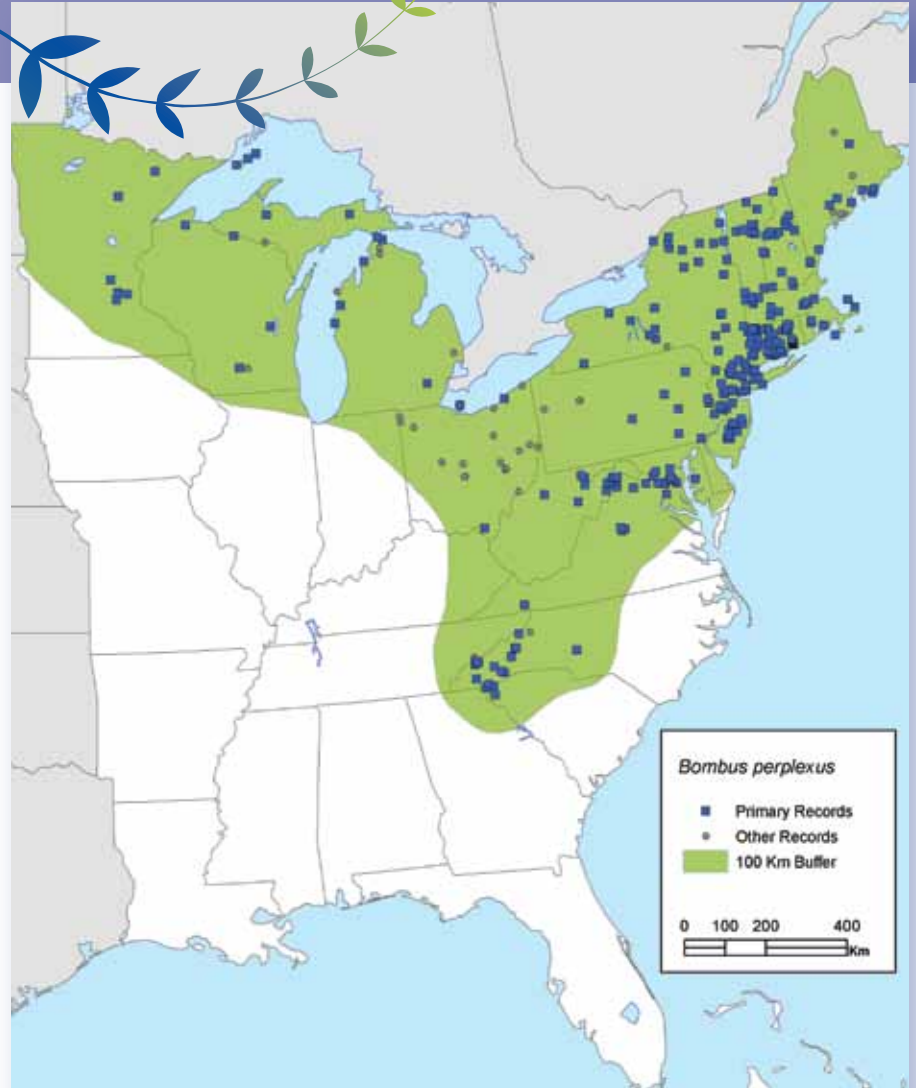 Bombus perplexus
Primary Records
Other Records
100 Km Buffer
0 100 200 400
Km